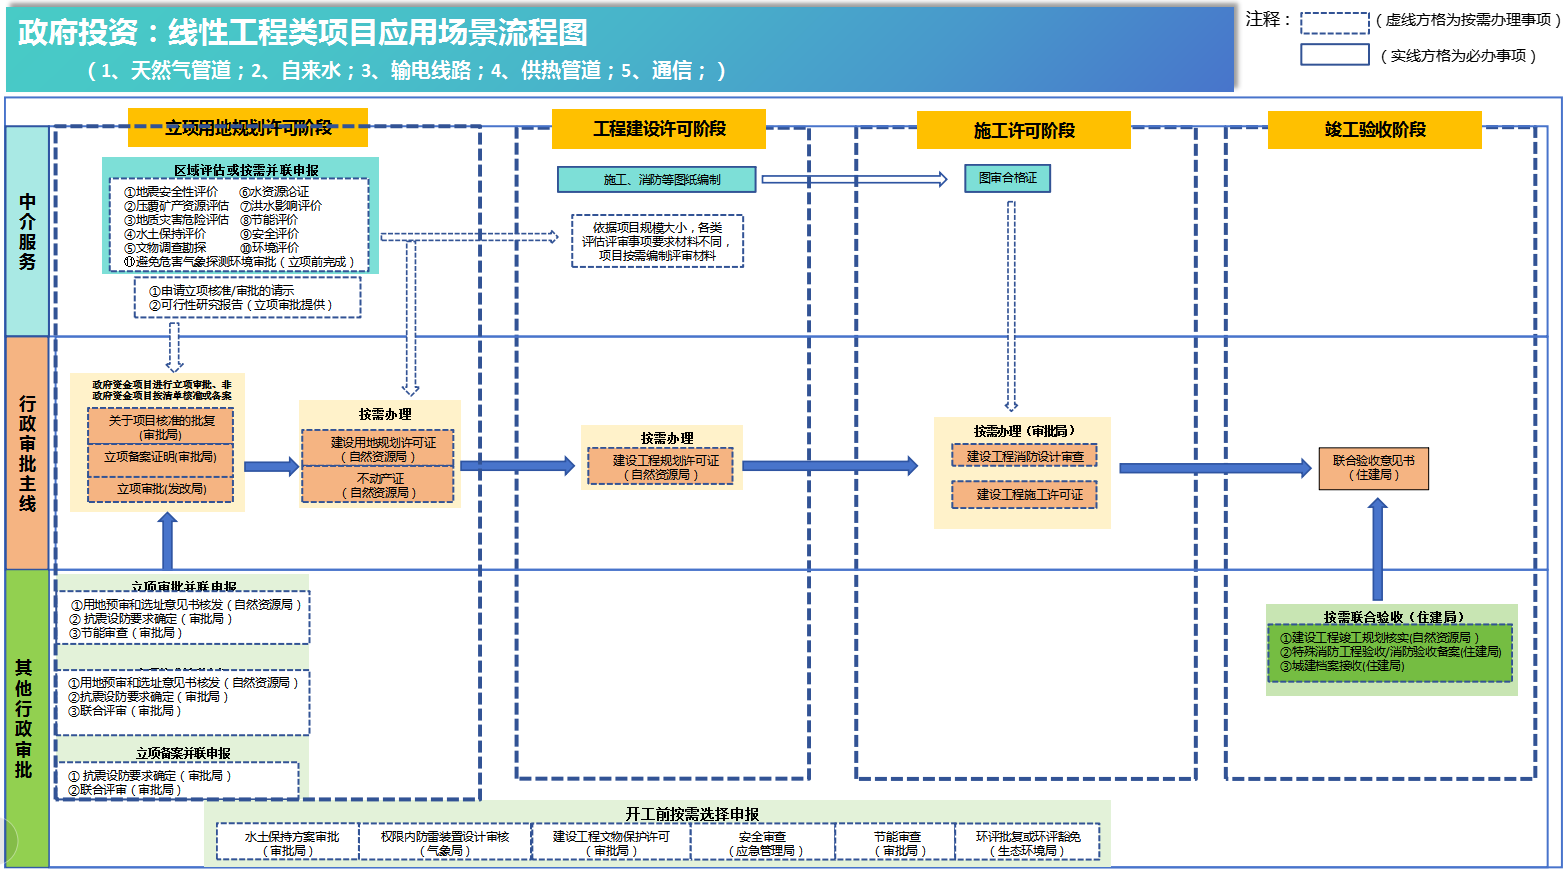 政府投资：线性工程类项目应用场景流程图
（1、天然气管道；2、自来水；3、输电线路；4、供热管道；5、通信；）
注释：
（虚线方格为按需办理事项）
（实线方格为必办事项）
立项用地规划许可阶段
工程建设许可阶段
施工许可阶段
竣工验收阶段
中介服务
区域评估或按需并联申报
①地震安全性评价 ⑥水资源论证
②压覆矿产资源评估 ⑦洪水影响评价
③地质灾害危险评估 ⑧节能评价
④水土保持评价 ⑨安全评价
⑤文物调查勘探 ⑩环境评价
⑪避免危害气象探测环境审批（立项前完成）
①申请立项核准/审批的请示
②可行性研究报告（立项审批提供）
施工、消防等图纸编制
依据项目规模大小，各类
评估评审事项要求材料不同，
项目按需编制评审材料
图审合格证
行政审批主线
政府资金项目进行立项审批、非
政府资金项目按清单核准或备案
关于项目核准的批复
(审批局)
立项备案证明(审批局)
立项审批(发改局)
按需办理
建设用地规划许可证
（自然资源局）
不动产证
（自然资源局）
按需办理
建设工程规划许可证
（自然资源局）
按需办理（审批局）
建设工程消防设计审查
建设工程施工许可证
联合验收意见书
（住建局）
其他行政审批
立项审批并联申报
①用地预审和选址意见书核发（自然资源局）
② 抗震设防要求确定（审批局）
③节能审查（审批局）
①用地预审和选址意见书核发（自然资源局）
②抗震设防要求确定（审批局）
③联合评审（审批局）
立项备案并联申报
① 抗震设防要求确定（审批局）
②联合评审（审批局）
按需联合验收（住建局）
①建设工程竣工规划核实(自然资源局）
②特殊消防工程验收/消防验收备案(住建局)
③城建档案接收(住建局)
开工前按需选择申报
水土保持方案审批
（审批局）
权限内防雷装置设计审核
（气象局）
建设工程文物保护许可
（审批局）
安全审查
（应急管理局）
节能审查
（审批局）
环评批复或环评豁免
（生态环境局）